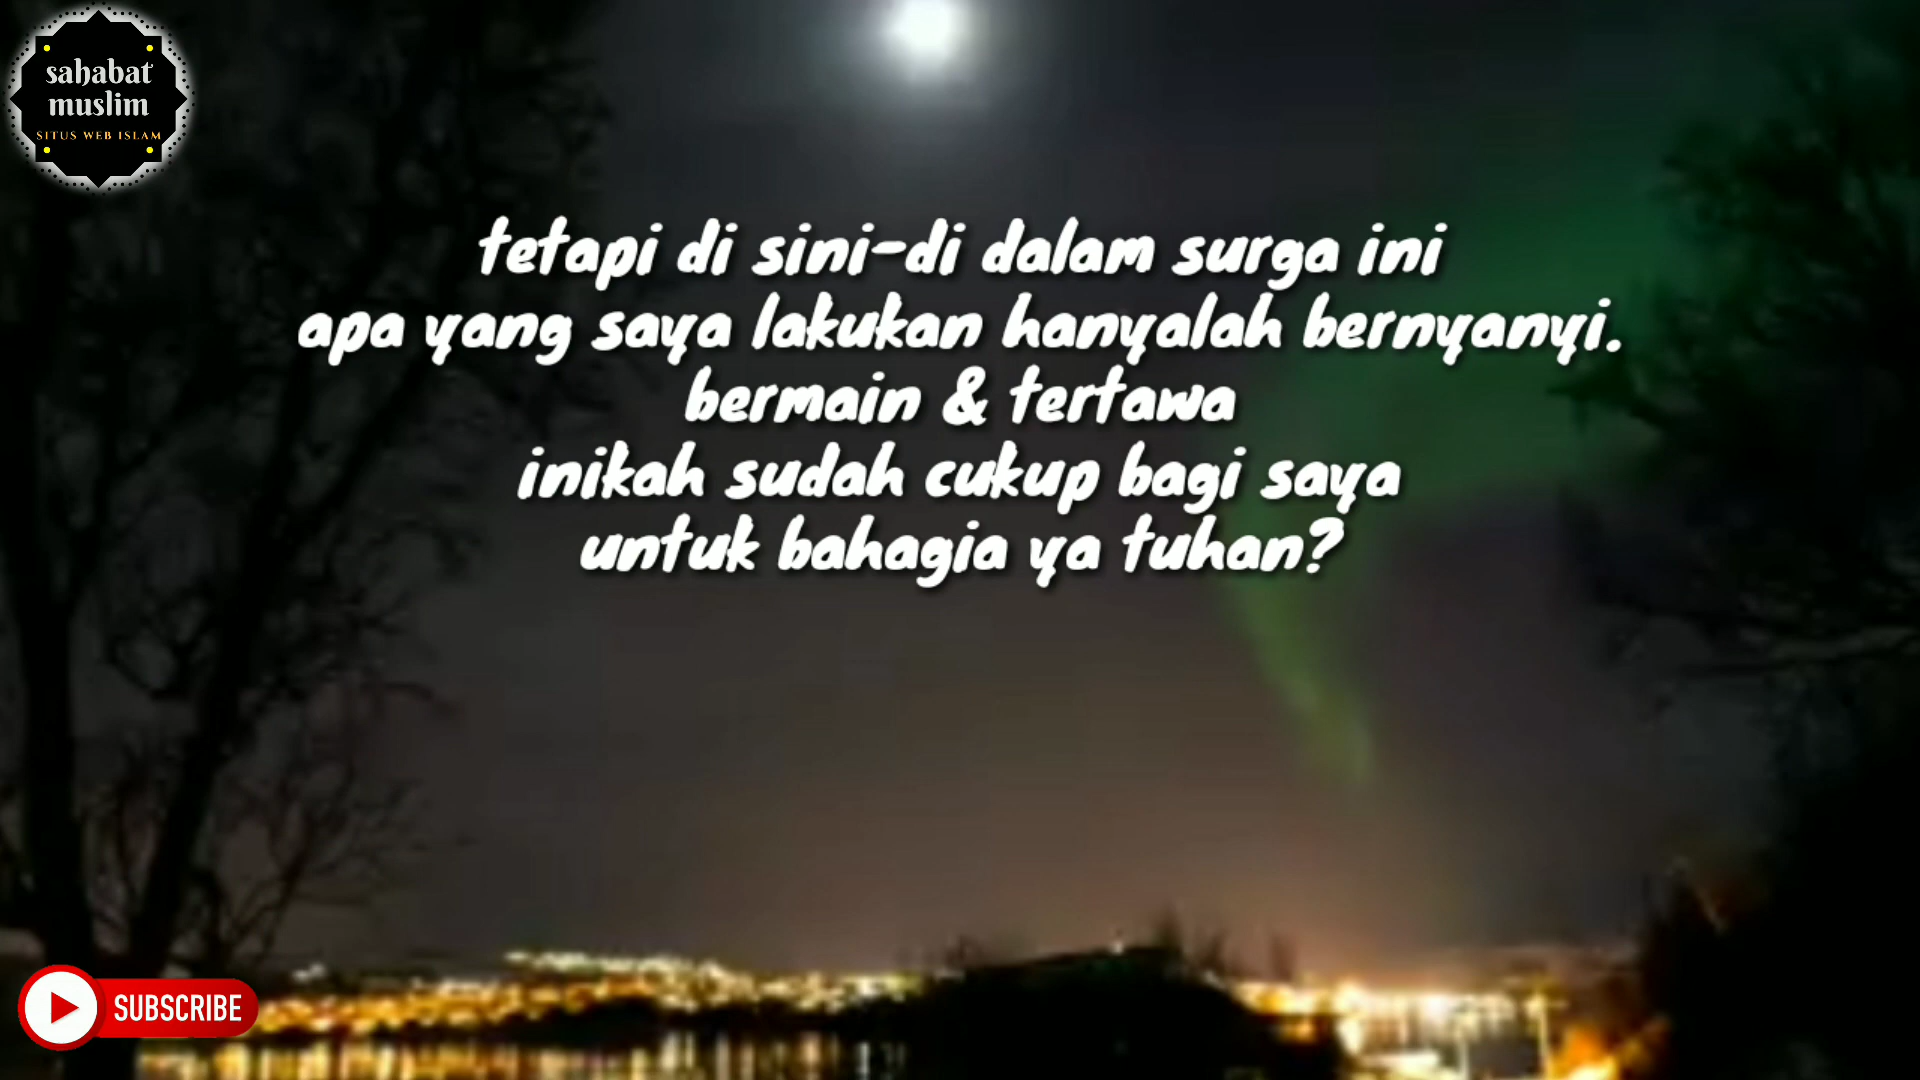 sahabat
muslim
SITUS WEB ISLAM
tetapi di sini-di dalam surga ini
apa yang saya lakukan hanyalah bernyanyi.
bermain & tertawa
inikah sudah cukup bagi saya
untuk bahagia ya tuhan?
SUBSCRIBE